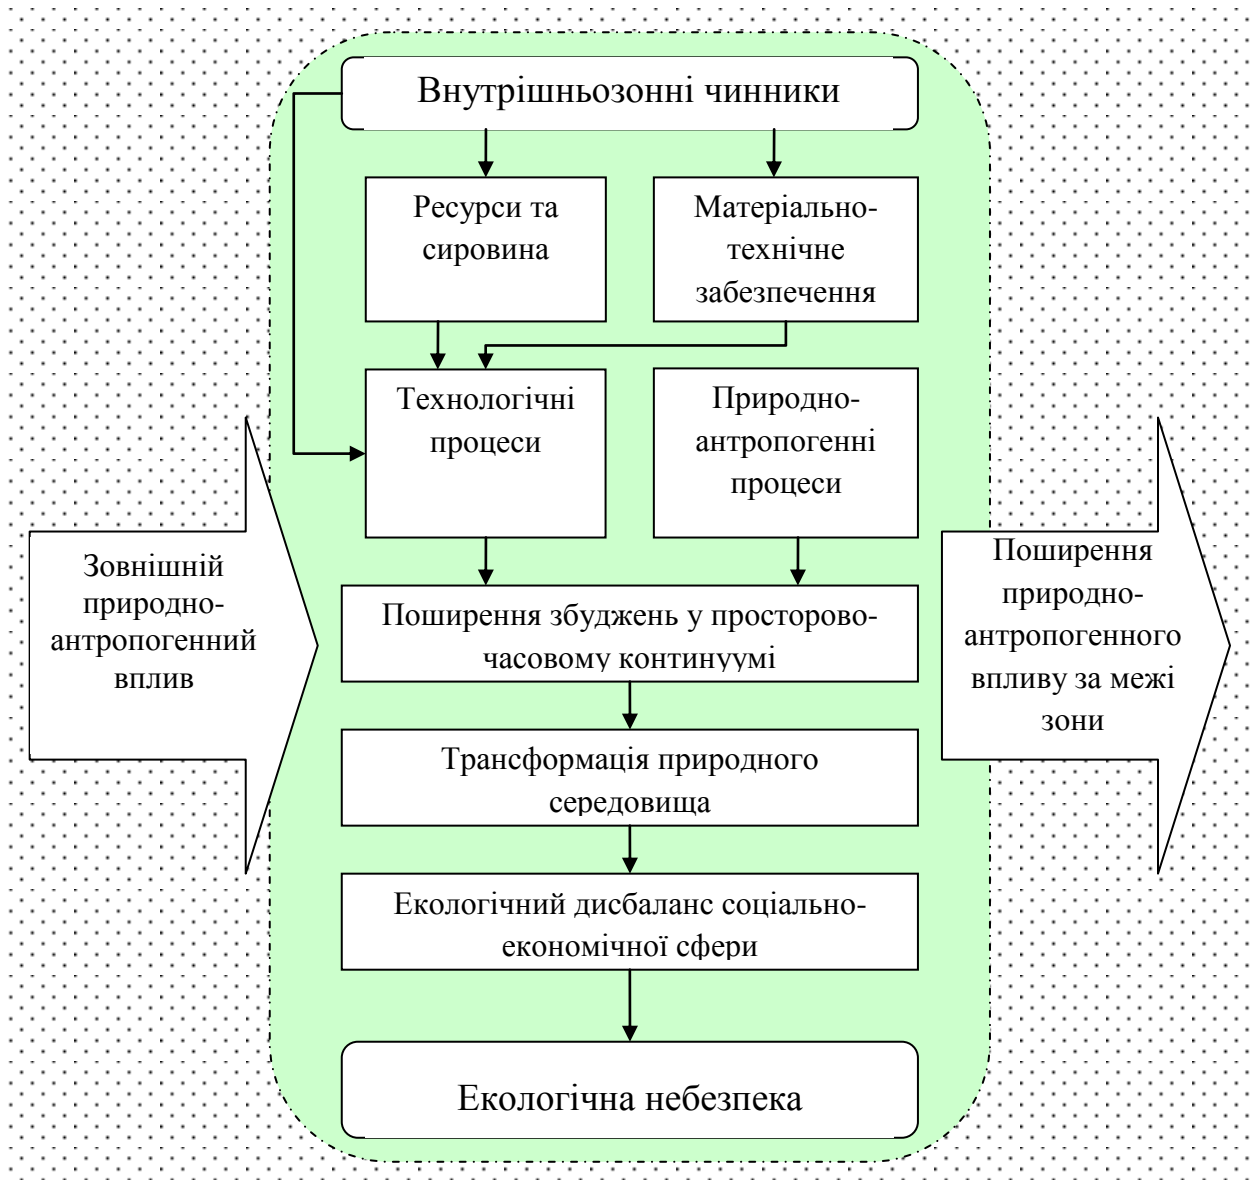 Внутрішньозонні чинники
Ресурси та
сировина
Матеріально-
технічне
забезпечення
Технологічні
процеси
Природно-
антропогенні
процеси
Зовнішній
природно-
антропогенний
вплив
Поширення збуджень у просторово-
часовому континуумі
Поширення
природно-
антропогенного
впливу за межі
зони
Трансформація природного
середовища
Екологічний дисбаланс соціально-
економічної сфери
Екологічна небезпека